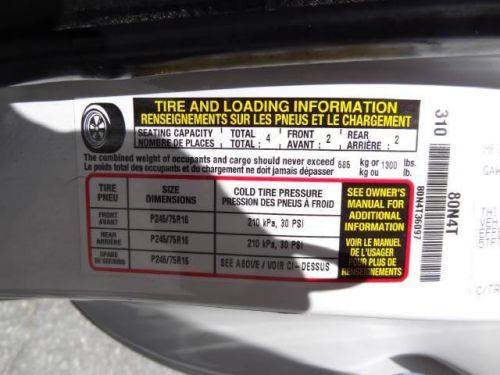 TIRE AND LOADING INFORMATION
RENSEIGNEMENTS SUR LES PNEUS ET LE CHARGEMENT
SEATING CAPACITY TOTAL: 4 FRONT: 2 REAR: 2
NOMBRE DE PLACES TOTAL: AVANT: ARRIÈRE:
The combined weight of occupants and cargo should never exceed 585 kg or 1300 lbs.
Le poids total des occupants et du chargement ne doit jamais dépasser kg ou lb.
TIRE SIZE COLD TIRE PRESSURE
PNEU DIMENSIONS PRESSION DES PNEUS À FROID
FRONT
AVANT P245/75R16 210 kPa, 30 PSI
REAR
ARRIÈRE P245/75R16 210 kPa, 30 PSI
SPARE
DE SECOURS P245/75R16 SEE ABOVE / VOIR CI-DESSUS
SEE OWNER'S
MANUAL FOR
ADDITIONAL
INFORMATION
VOIR LE MANUEL
DE L'USAGER
POUR PLUS DE
RENSEIGNEMENTS
310
80N4T36097
80N4T
GAW
C/TR